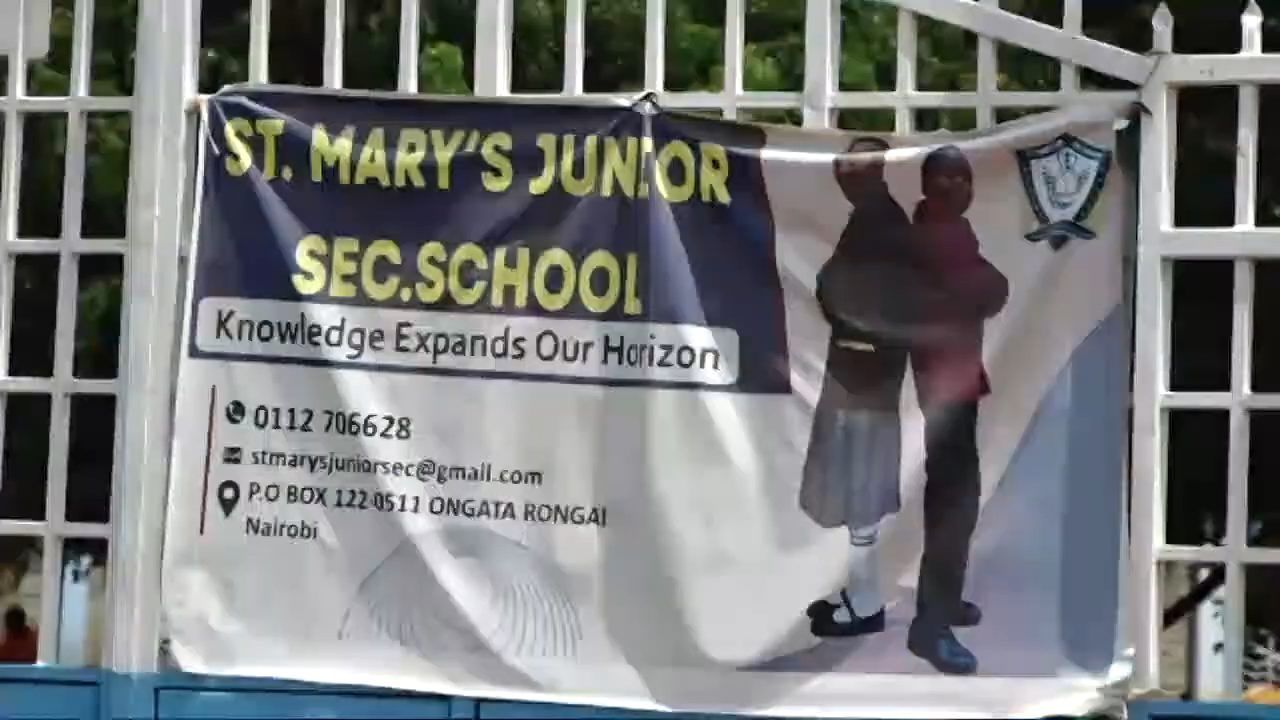 ST. MARY'S JUNIOR
SEC.SCHOOL
Knowledge Expands Our Horizon
0112 706628
stmarysjuniorsec@gmail.com
P.O BOX 122-0511 ONGATA RONGAI
Nairobi